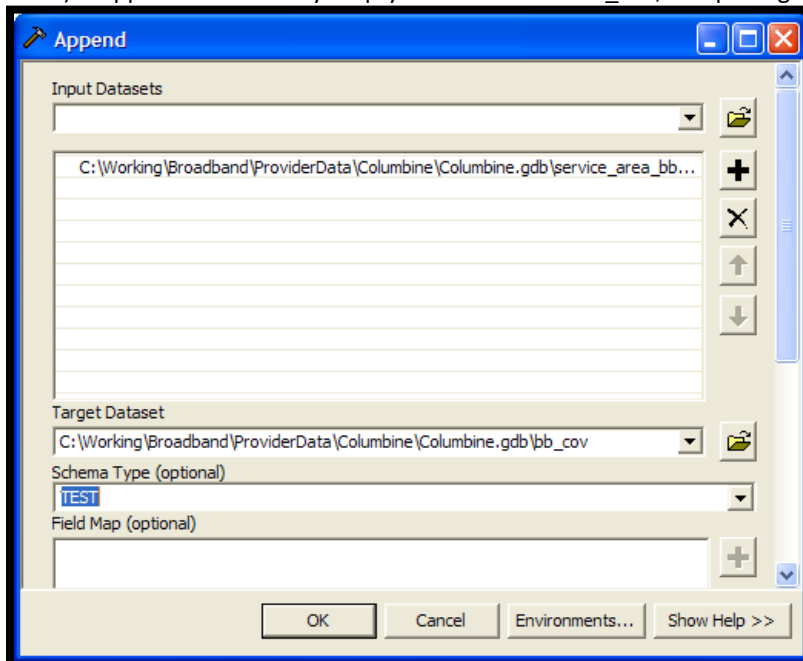 Append
Input Datasets
C:\Working\Broadband\ProviderData\Columbine\Columbine.gdb\service_area_bb...
Target Dataset
C:\Working\Broadband\ProviderData\Columbine\Columbine.gdb\bb_cov
Schema Type (optional)
TEST
Field Map (optional)
OK Cancel Environments... Show Help >>